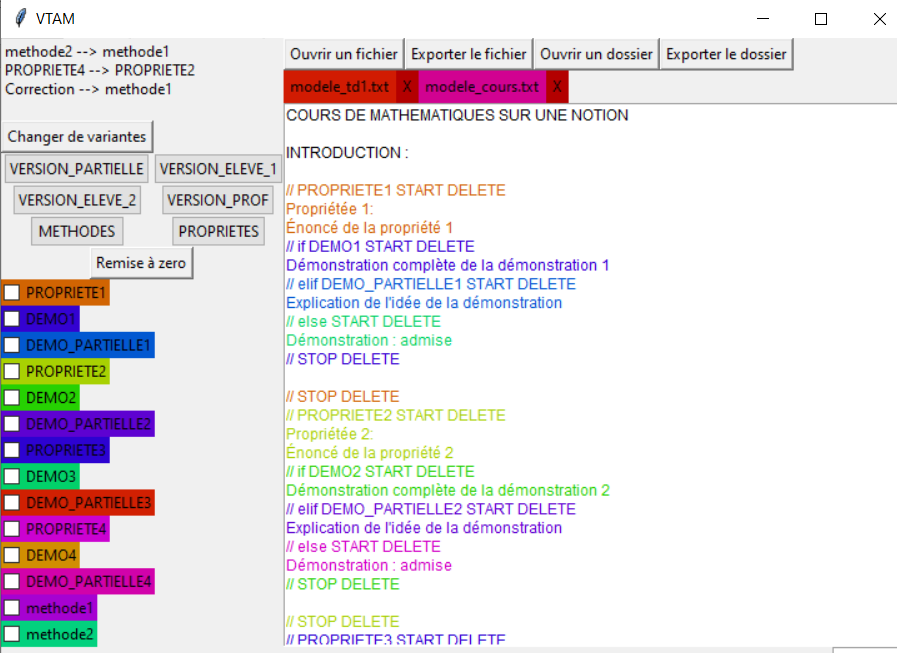 VTAM
methode2 --> methode1
PROPRIETE4 --> PROPRIETE2
Correction --> methode1
Changer de variantes
VERSION_PARTIELLE VERSION_ELEVE_1
VERSION_ELEVE_2 VERSION_PROF
METHODES PROPRIETES
Remise à zero
PROPRIETE1
DEMO1
DEMO_PARTIELLE1
PROPRIETE2
DEMO2
DEMO_PARTIELLE2
PROPRIETE3
DEMO3
DEMO_PARTIELLE3
PROPRIETE4
DEMO4
DEMO_PARTIELLE4
methode1
methode2
Ouvrir un fichier Exporter le fichier Ouvrir un dossier Exporter le dossier
modele_td1.txt X modele_cours.txt X
COURS DE MATHEMATIQUES SUR UNE NOTION
INTRODUCTION :
// PROPRIETE1 START DELETE
Propriétée 1:
Énoncé de la propriété 1
// if DEMO1 START DELETE
Démonstration complète de la démonstration 1
// elif DEMO_PARTIELLE1 START DELETE
Explication de l'idée de la démonstration
// else START DELETE
Démonstration : admise
// STOP DELETE
// STOP DELETE
// PROPRIETE2 START DELETE
Propriétée 2:
Énoncé de la propriété 2
// if DEMO2 START DELETE
Démonstration complète de la démonstration 2
// elif DEMO_PARTIELLE2 START DELETE
Explication de l'idée de la démonstration
// else START DELETE
Démonstration : admise
// STOP DELETE
// STOP DELETE
// PROPRIETE3 START DELETE